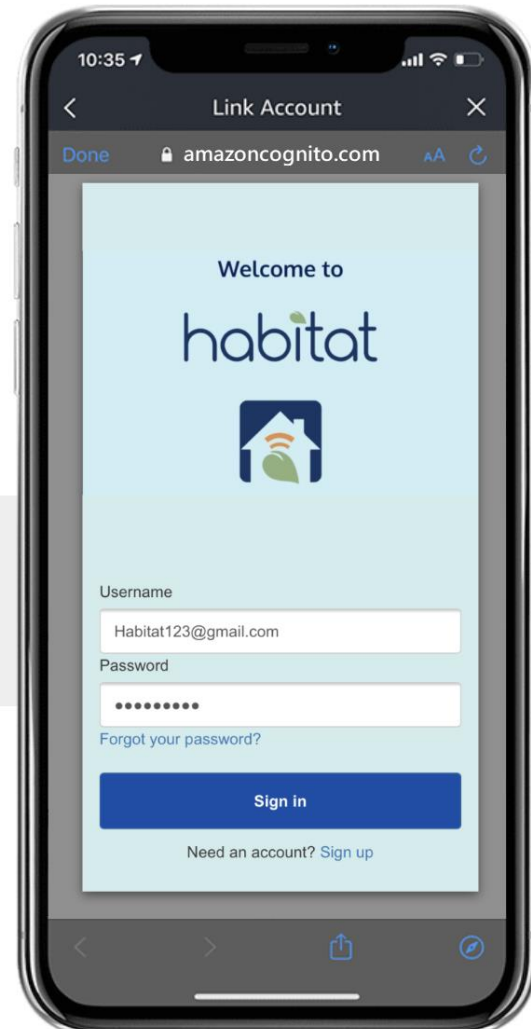 10:35
Link Account
Done amazoncognito.com AA
Welcome to
habitat
Username
Habitat123@gmail.com
Password
•••••••••
Forgot your password?
Sign in
Need an account? Sign up